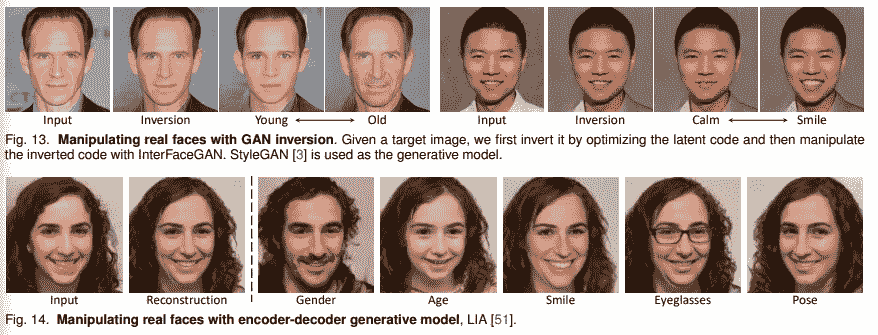 Input Inversion Young Old Input Inversion Calm Smile
Fig. 13. Manipulating real faces with GAN inversion. Given a target image, we first invert it by optimizing the latent code and then manipulate
the inverted code with InterFaceGAN. StyleGAN [3] is used as the generative model.
Input Reconstruction Gender Age Smile Eyeglasses Pose
Fig. 14. Manipulating real faces with encoder-decoder generative model, LIA [51].